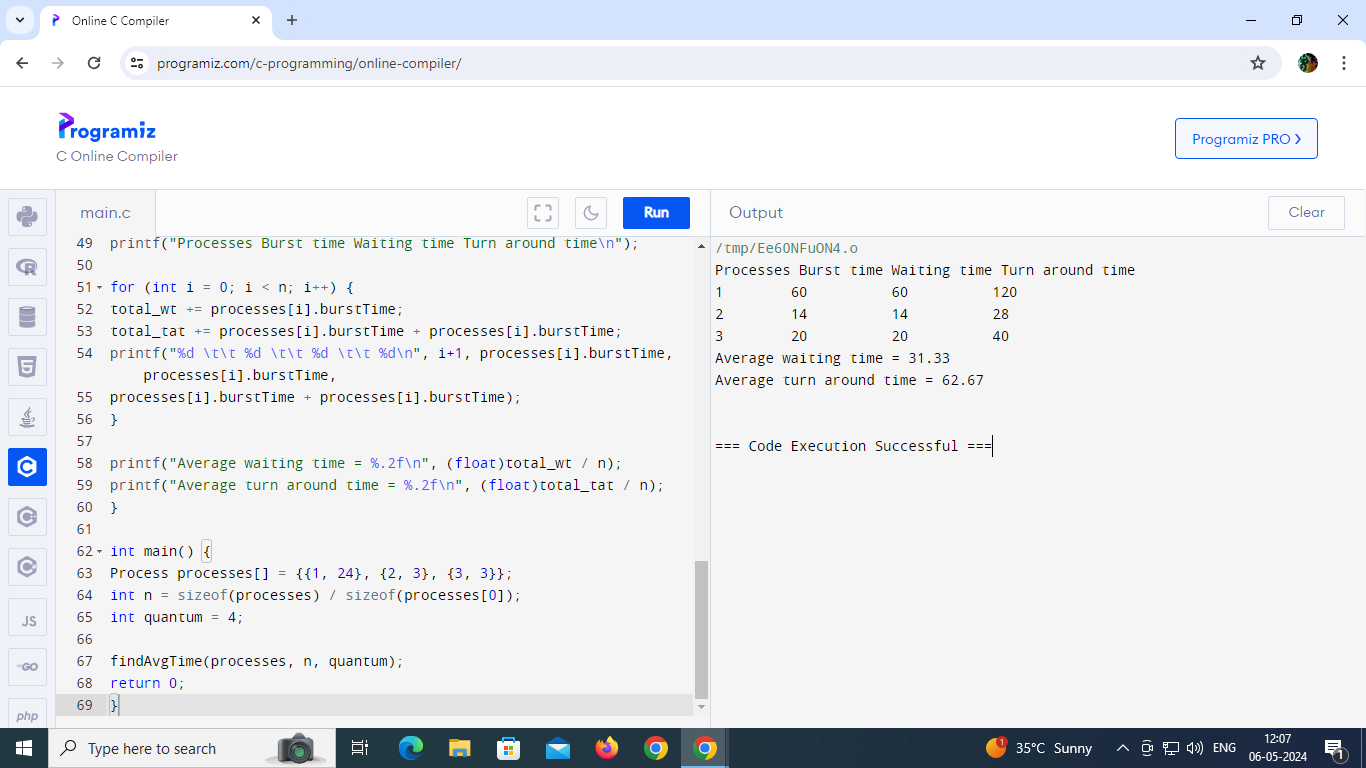 Online C Compiler
programiz.com/c-programming/online-compiler/
Programiz
C Online Compiler
Programiz PRO ❯
main.c
Run
Output
Clear
49 printf("Processes Burst time Waiting time Turn around time\n");
50
51 for (int i = 0; i < n; i++) {
52 total_wt += processes[i].burstTime;
53 total_tat += processes[i].burstTime + processes[i].burstTime;
54 printf("%d \t\t %d \t\t %d \t\t %d\n", i+1, processes[i].burstTime,
processes[i].burstTime,
55 processes[i].burstTime + processes[i].burstTime);
56 }
57
58 printf("Average waiting time = %.2f\n", (float)total_wt / n);
59 printf("Average turn around time = %.2f\n", (float)total_tat / n);
60 }
61
62 int main() {
63 Process processes[] = {{1, 24}, {2, 3}, {3, 3}};
64 int n = sizeof(processes) / sizeof(processes[0]);
65 int quantum = 4;
66
67 findAvgTime(processes, n, quantum);
68 return 0;
69 }
/tmp/Ee6ONFuON4.o
Processes Burst time Waiting time Turn around time
1 60 60 120
2 14 14 28
3 20 20 40
Average waiting time = 31.33
Average turn around time = 62.67
=== Code Execution Successful ===
JS
GO
php
Type here to search
35°C Sunny
ENG
12:07
06-05-2024
1